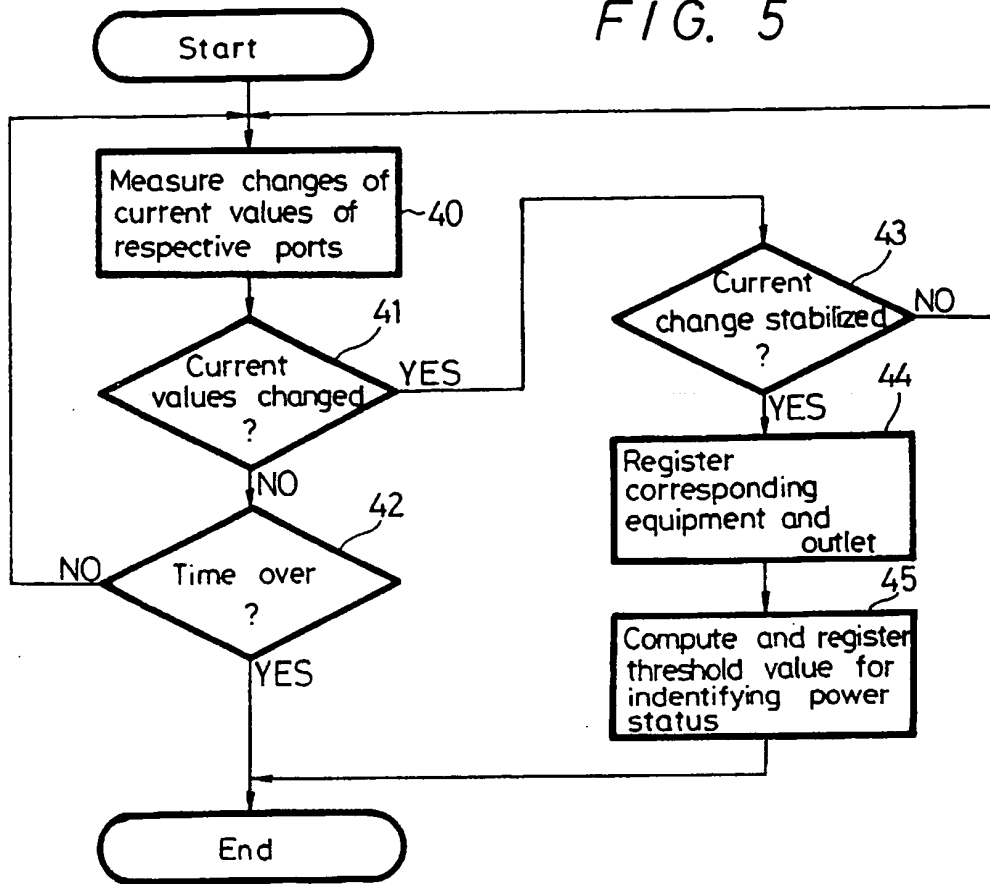 FIG. 5
Start
Measure changes of
current values of
respective ports
40
41
Current
values changed
?
YES
NO
42
Time over
?
NO
YES
43
Current
change stabilized
?
NO
YES
44
Register
corresponding
equipment and
outlet
45
Compute and register
threshold value for
indentifying power
status
End